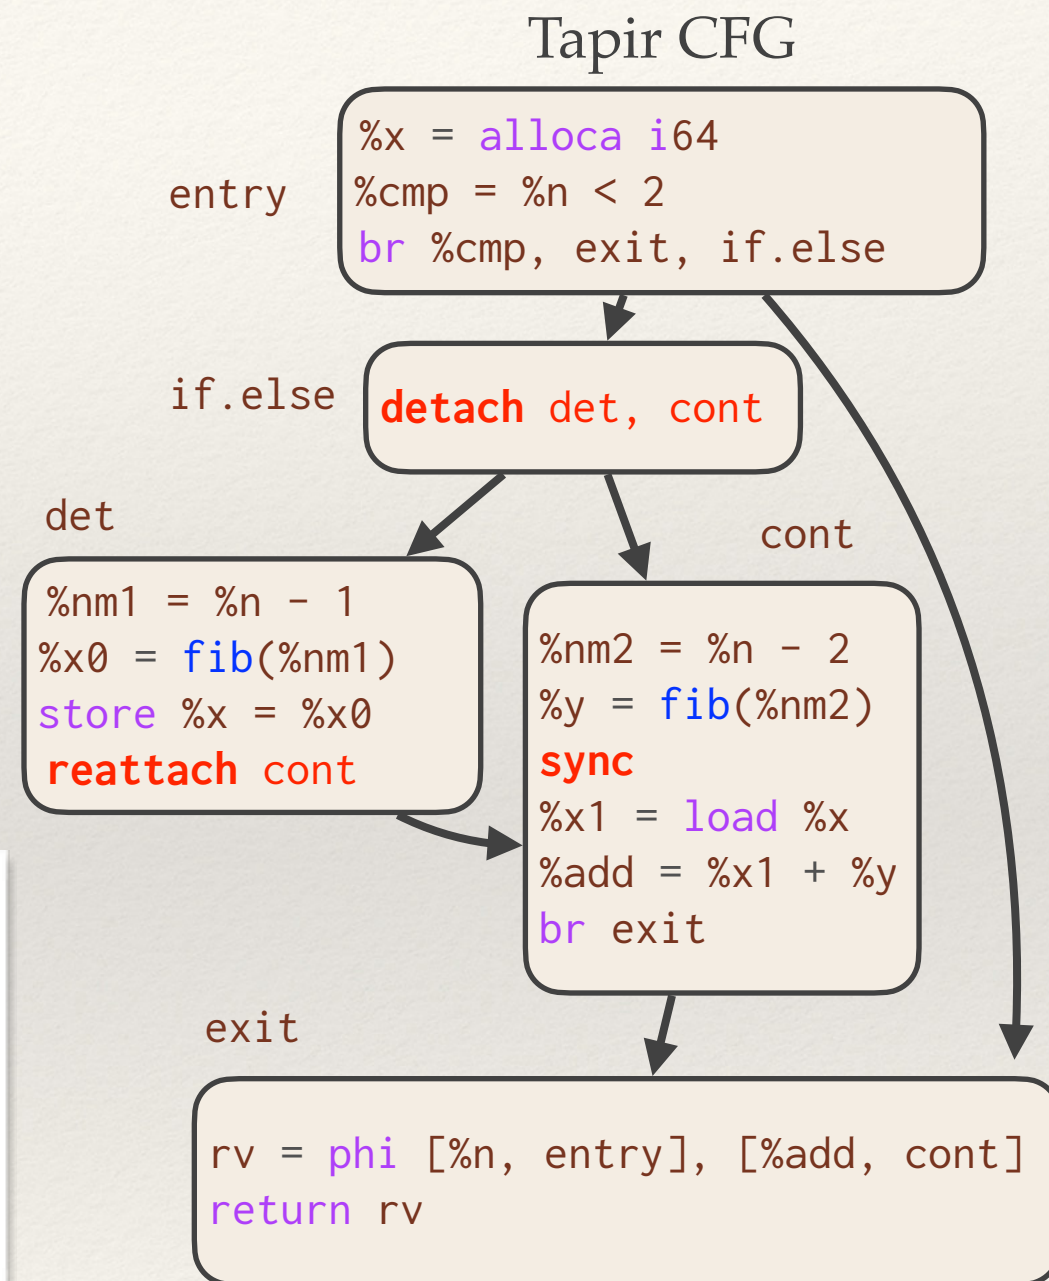 Tapir CFG
entry
%x = alloca i64
%cmp = %n < 2
br %cmp, exit, if.else
if.else
detach det, cont
det
%nm1 = %n - 1
%x0 = fib(%nm1)
store %x = %x0
reattach cont
cont
%nm2 = %n - 2
%y = fib(%nm2)
sync
%x1 = load %x
%add = %x1 + %y
br exit
exit
rv = phi [%n, entry], [%add, cont]
return rv